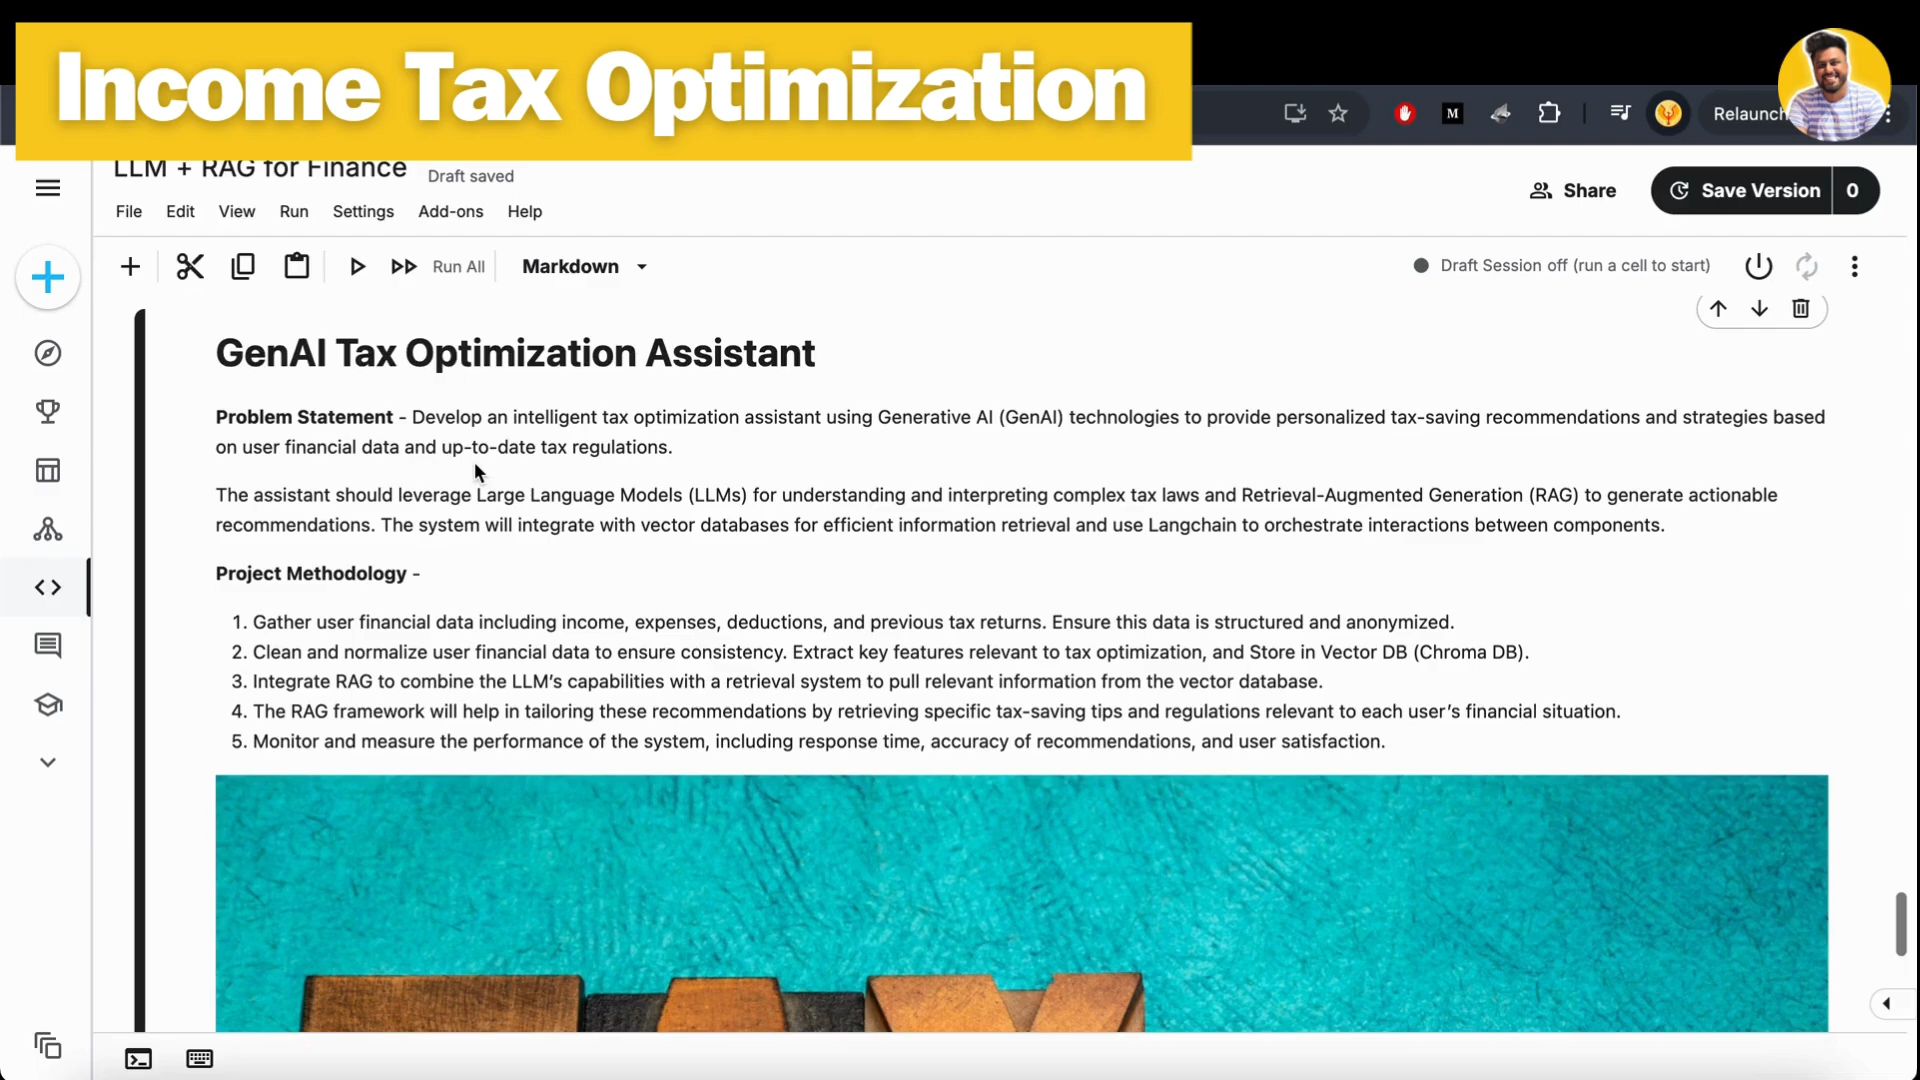 Income Tax Optimization
Relaunch
LLM + RAG for Finance
Draft saved
File Edit View Run Settings Add-ons Help
Share
Save Version 0
Run All
Markdown
Draft Session off (run a cell to start)
GenAI Tax Optimization Assistant
Problem Statement - Develop an intelligent tax optimization assistant using Generative AI (GenAI) technologies to provide personalized tax-saving recommendations and strategies based
on user financial data and up-to-date tax regulations.
The assistant should leverage Large Language Models (LLMs) for understanding and interpreting complex tax laws and Retrieval-Augmented Generation (RAG) to generate actionable
recommendations. The system will integrate with vector databases for efficient information retrieval and use Langchain to orchestrate interactions between components.
Project Methodology -
1. Gather user financial data including income, expenses, deductions, and previous tax returns. Ensure this data is structured and anonymized.
2. Clean and normalize user financial data to ensure consistency. Extract key features relevant to tax optimization, and Store in Vector DB (Chroma DB).
3. Integrate RAG to combine the LLM's capabilities with a retrieval system to pull relevant information from the vector database.
4. The RAG framework will help in tailoring these recommendations by retrieving specific tax-saving tips and regulations relevant to each user's financial situation.
5. Monitor and measure the performance of the system, including response time, accuracy of recommendations, and user satisfaction.